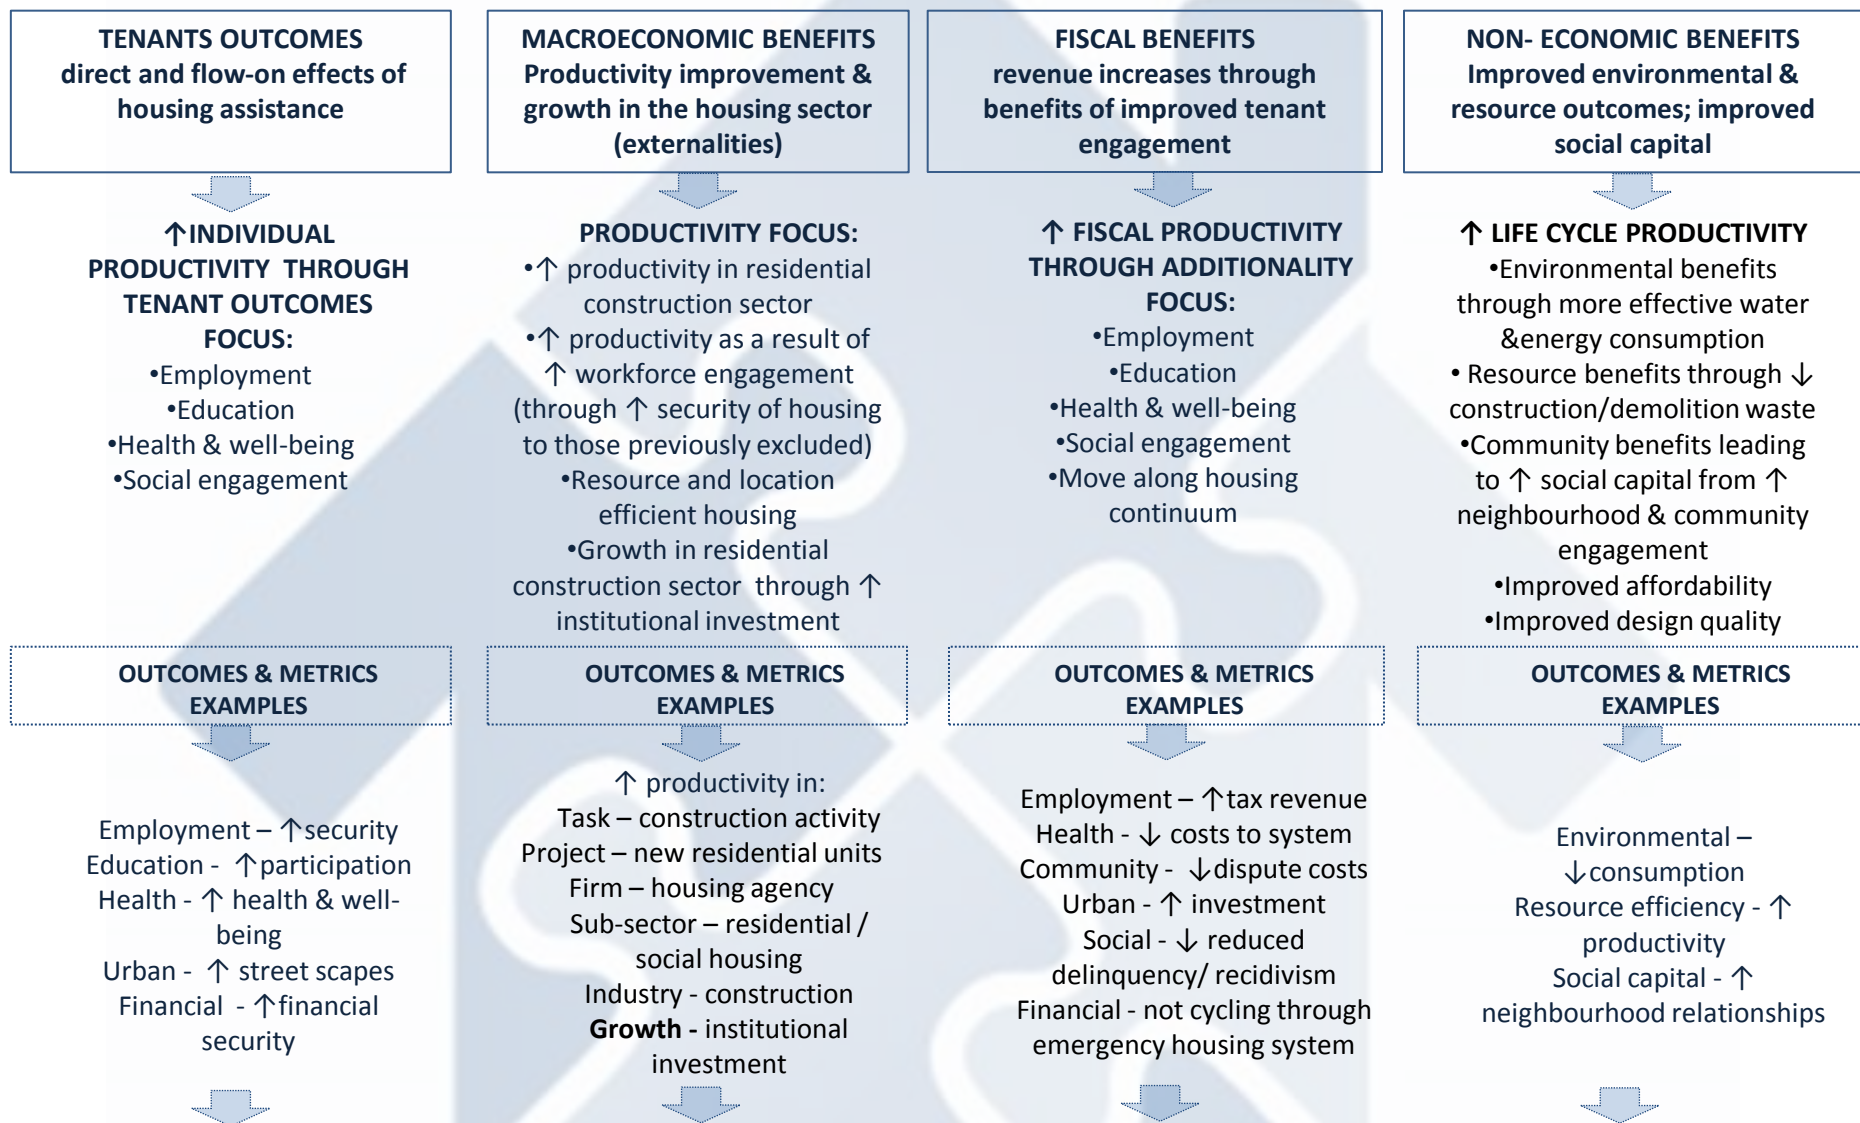 TENANTS OUTCOMES
direct and flow-on effects of
housing assistance
↑INDIVIDUAL
PRODUCTIVITY THROUGH
TENANT OUTCOMES
FOCUS:
•Employment
•Education
•Health & well-being
•Social engagement
OUTCOMES & METRICS
EXAMPLES
Employment – ↑security
Education - ↑participation
Health - ↑ health & well-
being
Urban - ↑ street scapes
Financial - ↑financial
security
MACROECONOMIC BENEFITS
Productivity improvement &
growth in the housing sector
(externalities)
PRODUCTIVITY FOCUS:
•↑ productivity in residential
construction sector
•↑ productivity as a result of
↑ workforce engagement
(through ↑ security of housing
to those previously excluded)
•Resource and location
efficient housing
•Growth in residential
construction sector through ↑
institutional investment
OUTCOMES & METRICS
EXAMPLES
↑ productivity in:
Task – construction activity
Project – new residential units
Firm – housing agency
Sub-sector – residential /
social housing
Industry - construction
Growth - institutional
investment
FISCAL BENEFITS
revenue increases through
benefits of improved tenant
engagement
↑ FISCAL PRODUCTIVITY
THROUGH ADDITIONALITY
FOCUS:
•Employment
•Education
•Health & well-being
•Social engagement
•Move along housing
continuum
OUTCOMES & METRICS
EXAMPLES
Employment – ↑tax revenue
Health - ↓ costs to system
Community - ↓dispute costs
Urban - ↑ investment
Social - ↓ reduced
delinquency/ recidivism
Financial - not cycling through
emergency housing system
NON- ECONOMIC BENEFITS
Improved environmental &
resource outcomes; improved
social capital
↑ LIFE CYCLE PRODUCTIVITY
•Environmental benefits
through more effective water
&energy consumption
• Resource benefits through ↓
construction/demolition waste
•Community benefits leading
to ↑ social capital from ↑
neighbourhood & community
engagement
•Improved affordability
•Improved design quality
OUTCOMES & METRICS
EXAMPLES
Environmental –
↓consumption
Resource efficiency - ↑
productivity
Social capital - ↑
neighbourhood relationships